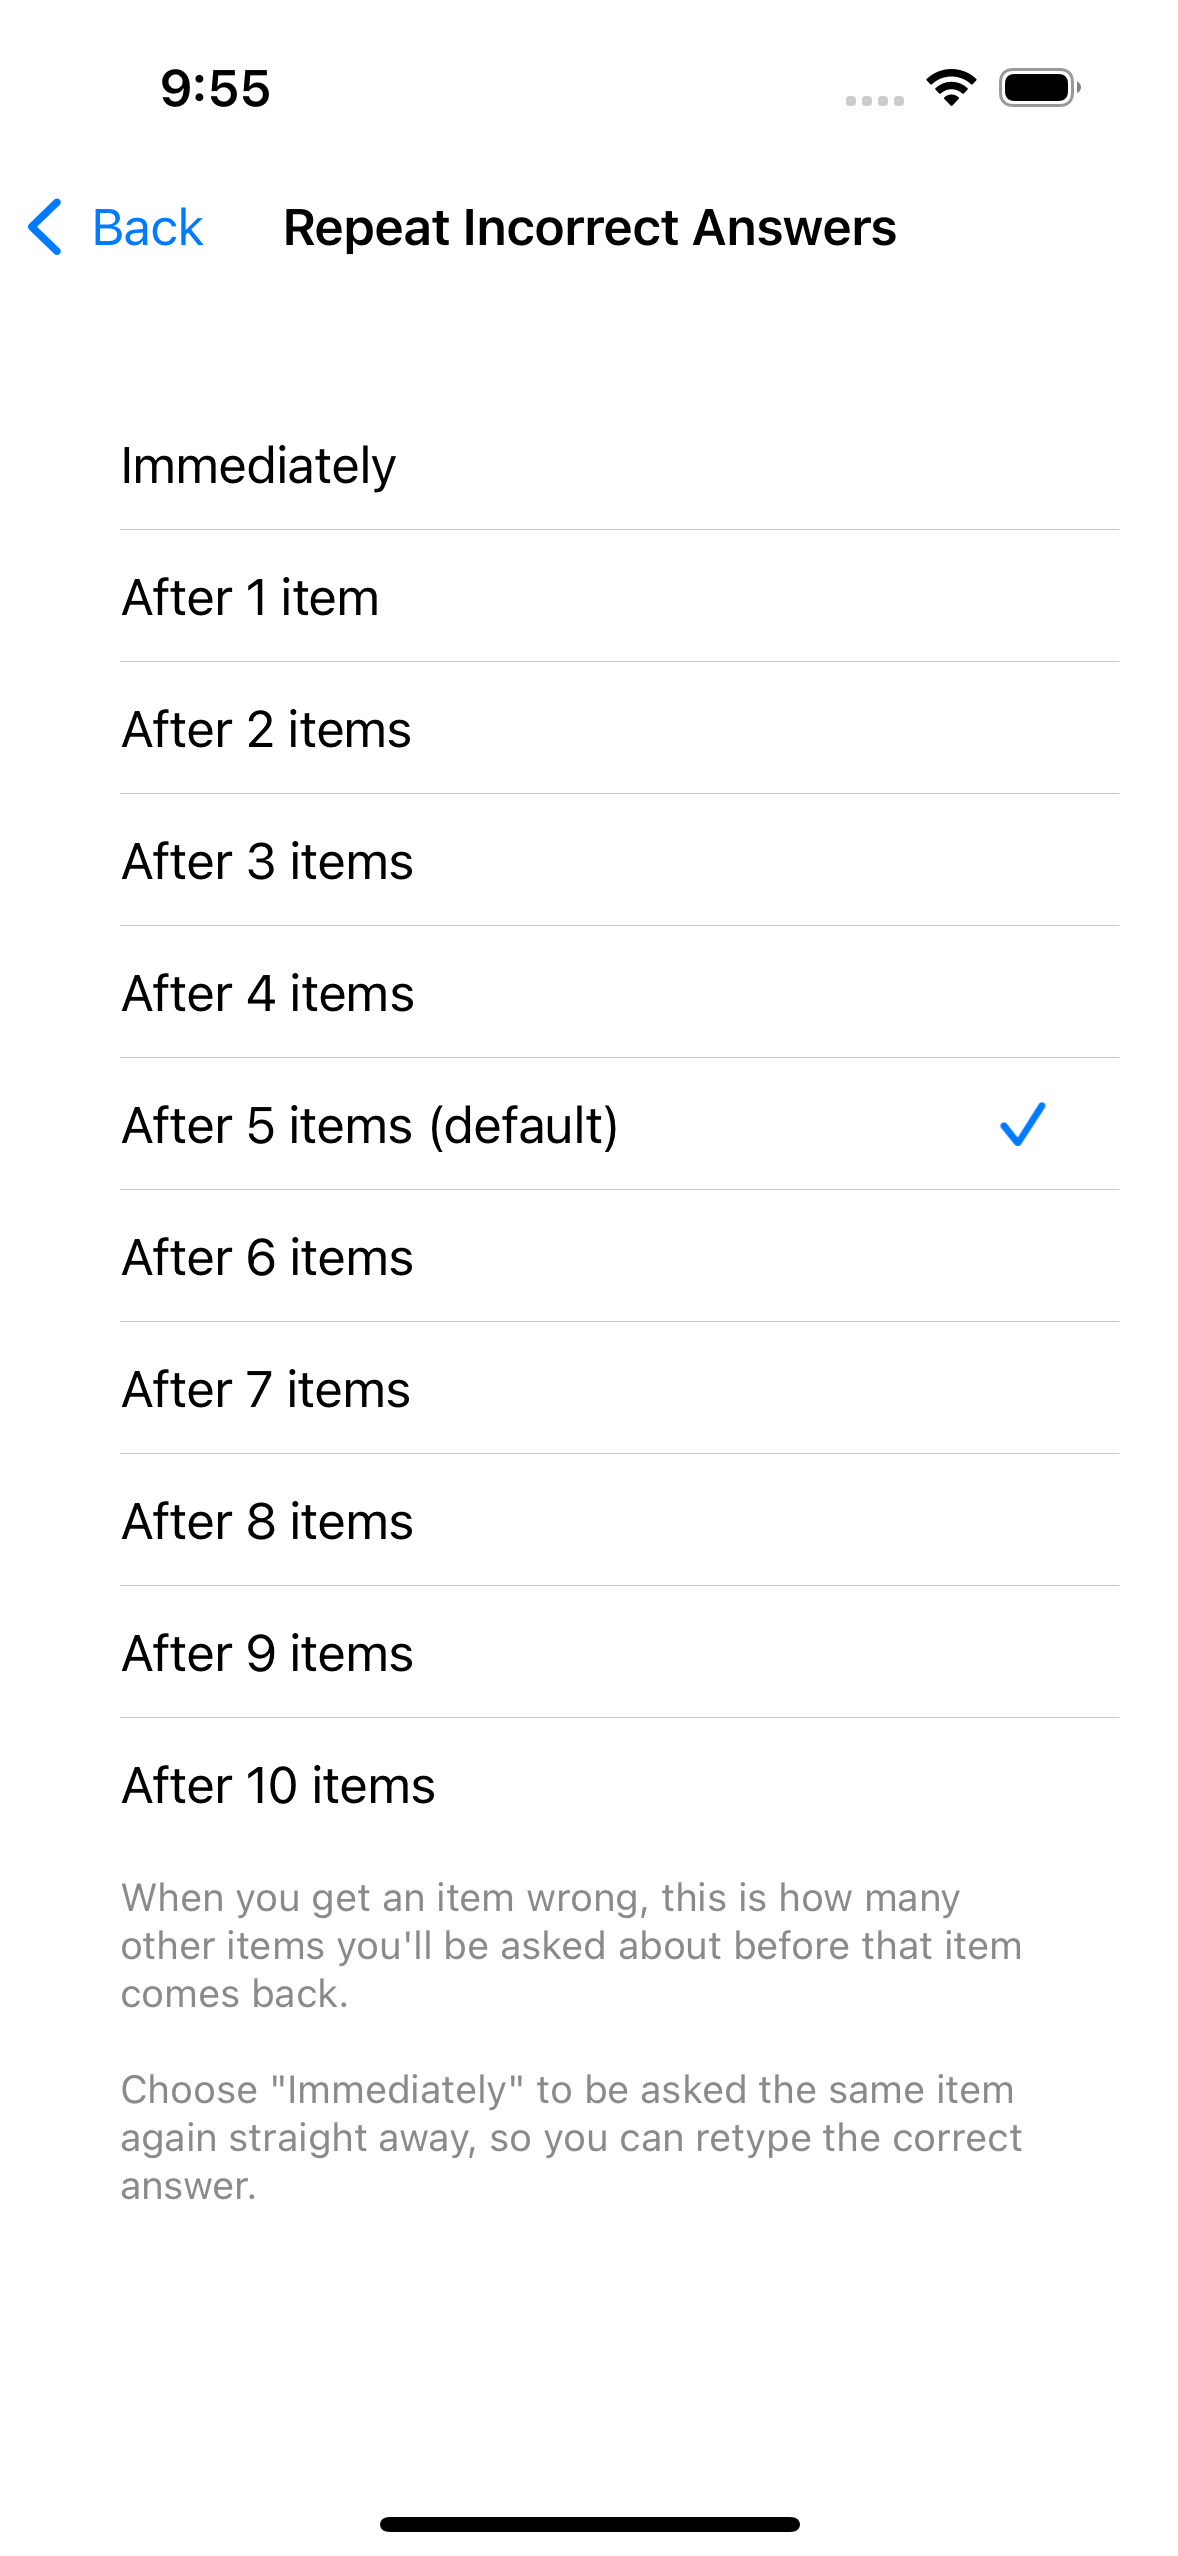 9:55
Back
Repeat Incorrect Answers
Immediately
After 1 item
After 2 items
After 3 items
After 4 items
After 5 items (default)
After 6 items
After 7 items
After 8 items
After 9 items
After 10 items
When you get an item wrong, this is how many
other items you'll be asked about before that item
comes back.
Choose "Immediately" to be asked the same item
again straight away, so you can retype the correct
answer.